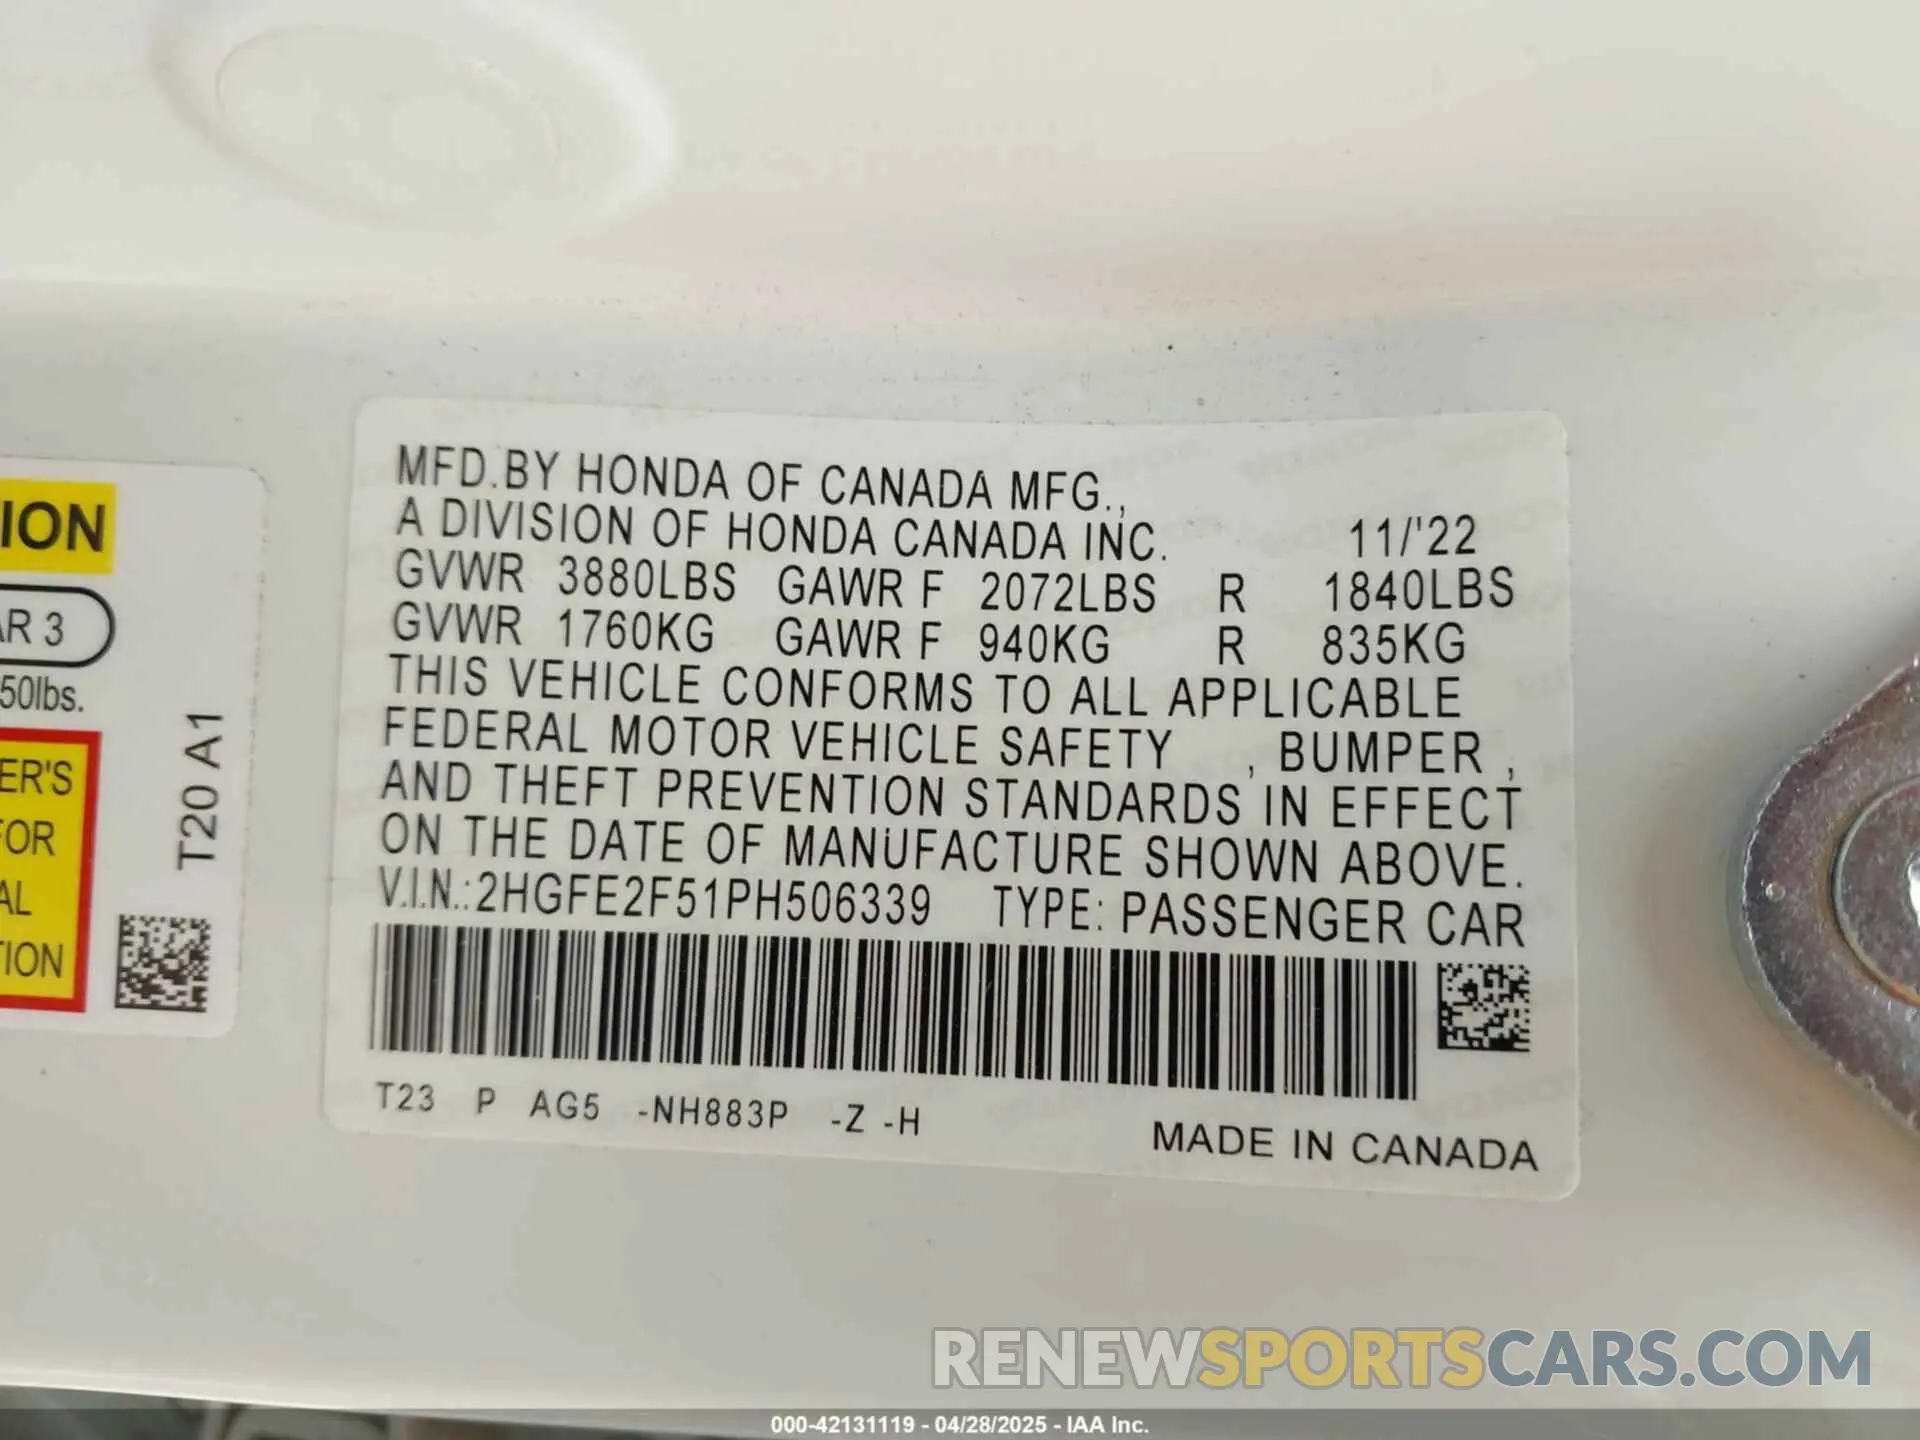 MFD.BY HONDA OF CANADA MFG.,
A DIVISION OF HONDA CANADA INC. 11/'22
GVWR 3880LBS GAWR F 2072LBS R 1840LBS
GVWR 1760KG GAWR F 940KG R 835KG
THIS VEHICLE CONFORMS TO ALL APPLICABLE
FEDERAL MOTOR VEHICLE SAFETY , BUMPER ,
AND THEFT PREVENTION STANDARDS IN EFFECT
ON THE DATE OF MANUFACTURE SHOWN ABOVE.
V.I.N.:2HGFE2F51PH506339 TYPE: PASSENGER CAR
T23 P AG5 -NH883P -Z -H
MADE IN CANADA
ION
AR 3
50lbs.
ER'S
FOR
AL
TION
T20 A1
RENEWSPORTSCARS.COM
000-42131119 - 04/28/2025 - IAA Inc.